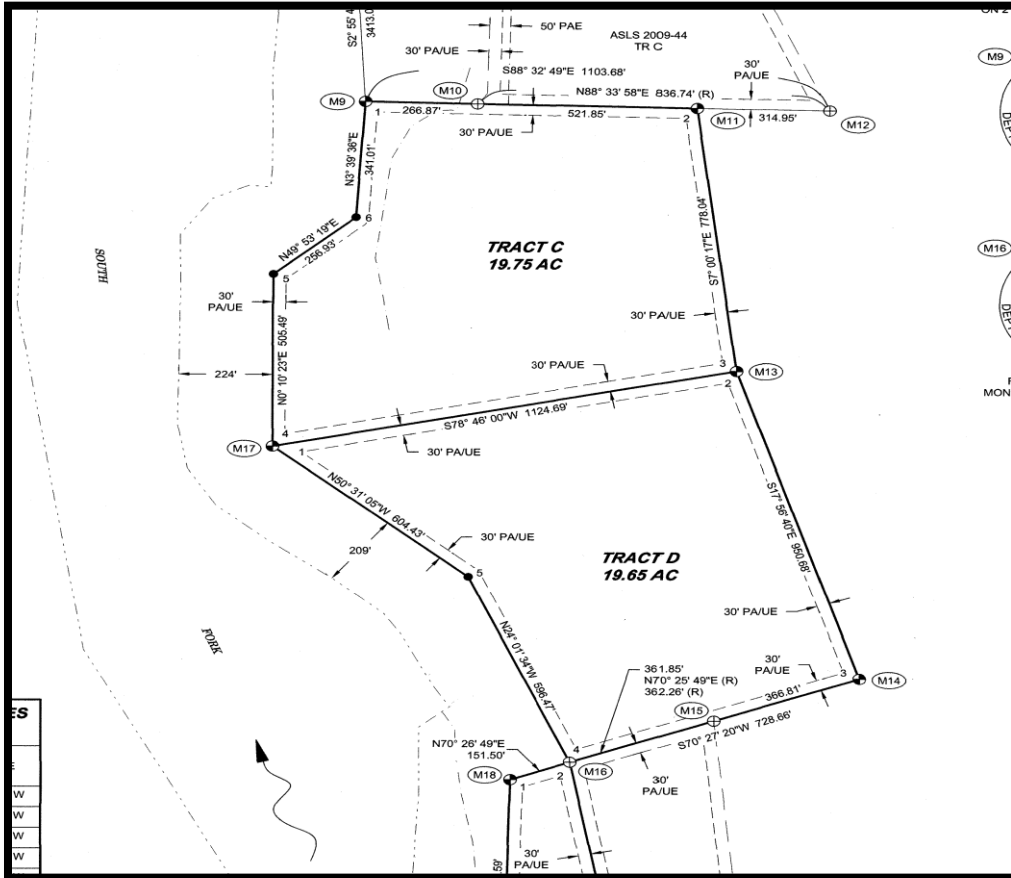 S2° 55' 4
3413.0
50' PAE
ASLS 2009-44
TR C
30' PA/UE
S88° 32' 49"E 1103.68'
30'
PA/UE
M9
M10
N88° 33' 58"E 836.74' (R)
M9
1
266.87'
521.85'
2
M11
314.95'
M12
30' PA/UE
N3° 39' 36"E
341.01'
6
N49° 53' 19"E
256.93'
5
S7° 00' 17"E 778.04'
TRACT C
19.75 AC
SOUTH
M16
30'
PA/UE
30' PA/UE
N0° 10' 23"E 505.49'
224'
30' PA/UE
3
M13
2
MON
S78° 46' 00"W 1124.69'
4
M17
1
30' PA/UE
N50° 31' 05"W 604.43'
30' PA/UE
209'
5
S17° 56' 40"E 950.68'
TRACT D
19.65 AC
30' PA/UE
FORK
N24° 01' 34"W 596.47'
361.85'
N70° 25' 49"E (R)
362.26' (R)
30'
PA/UE
3
M14
366.81'
M15
S70° 27' 20"W 728.66'
ES
N70° 26' 49"E
151.50'
4
M18
1
2
M16
30'
PA/UE
E
W
W
W
W
30'
PA/UE
.59'